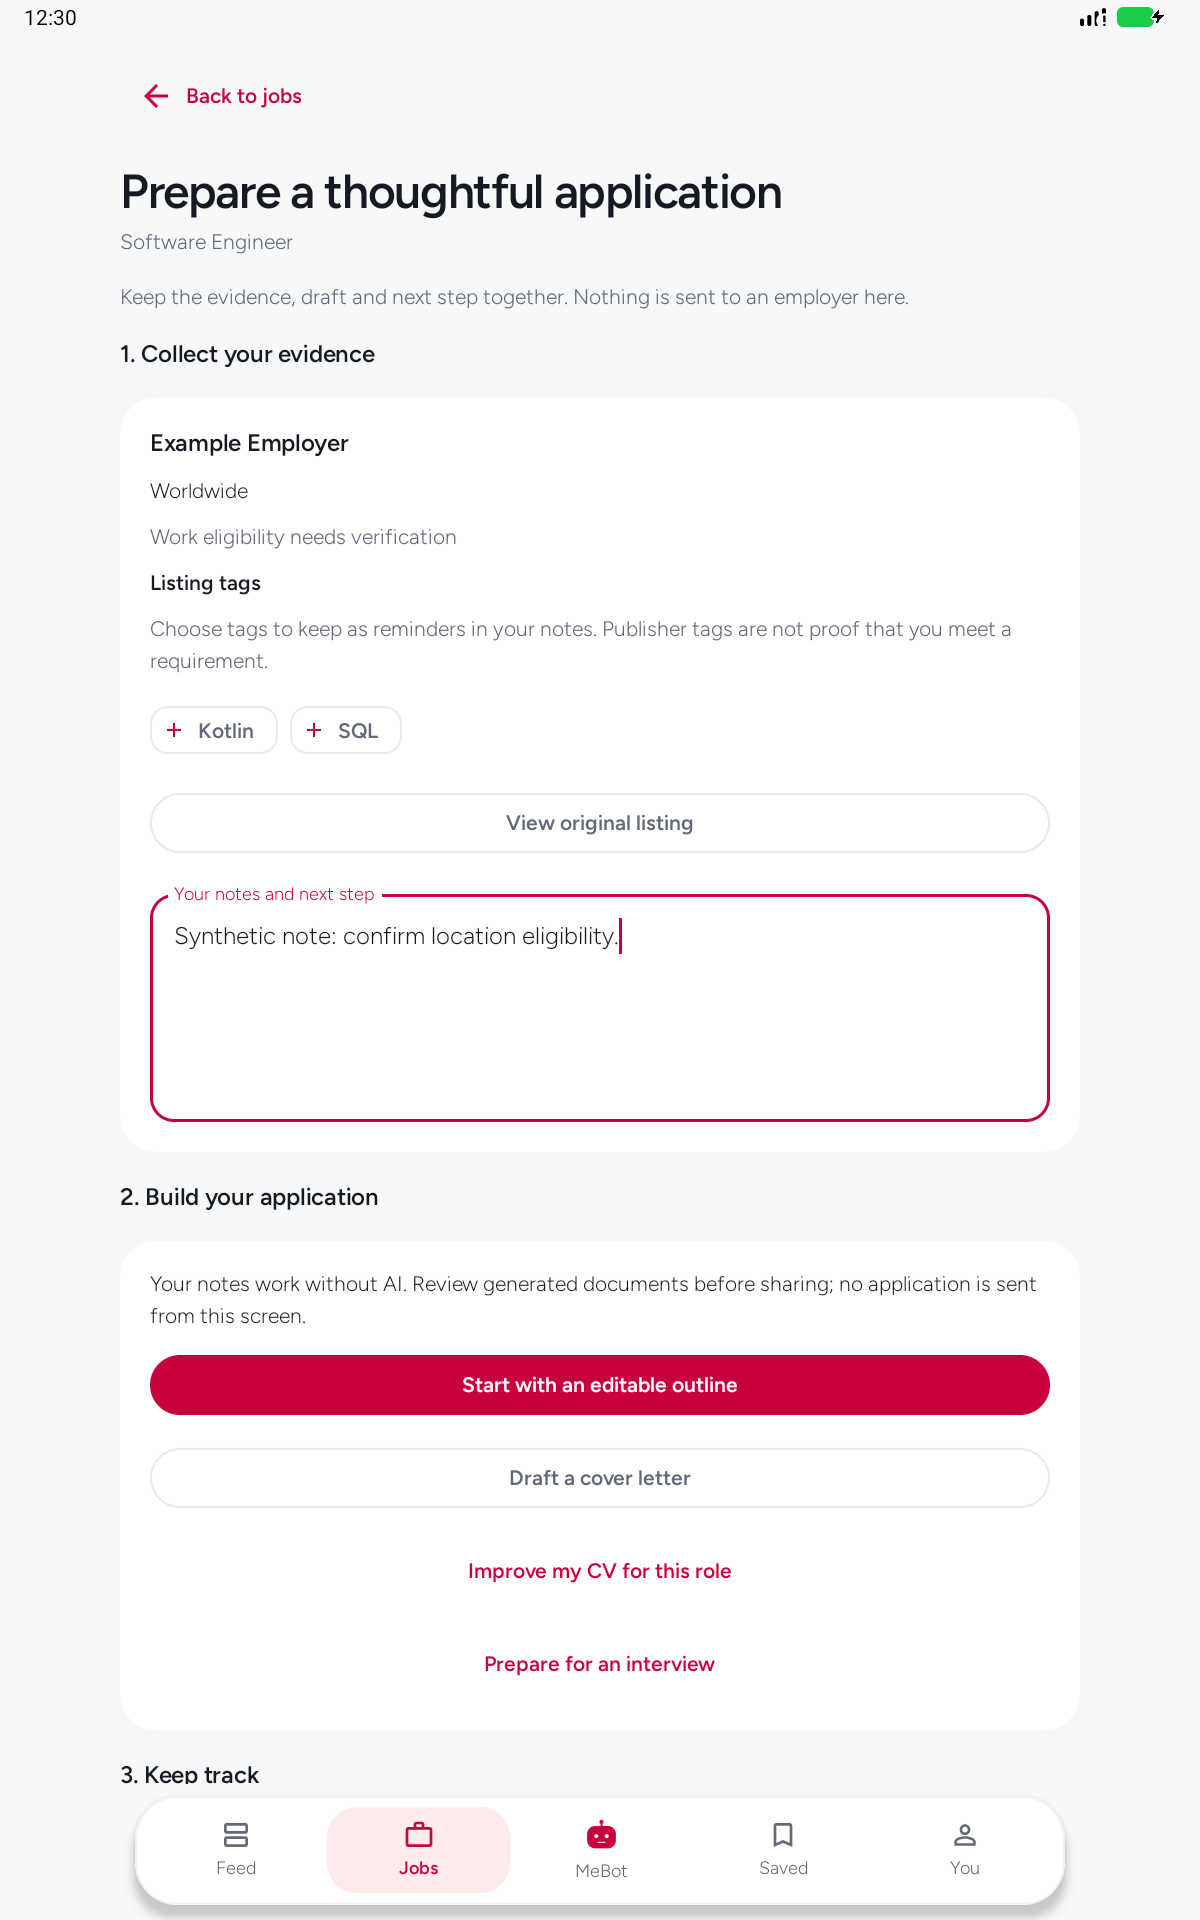 12:30
Back to jobs
Prepare a thoughtful application
Software Engineer
Keep the evidence, draft and next step together. Nothing is sent to an employer here.
1. Collect your evidence
Example Employer
Worldwide
Work eligibility needs verification
Listing tags
Choose tags to keep as reminders in your notes. Publisher tags are not proof that you meet a
requirement.
+ Kotlin + SQL
View original listing
Your notes and next step
Synthetic note: confirm location eligibility.
2. Build your application
Your notes work without AI. Review generated documents before sharing; no application is sent
from this screen.
Start with an editable outline
Draft a cover letter
Improve my CV for this role
Prepare for an interview
3. Keep track
Feed Jobs MeBot Saved You